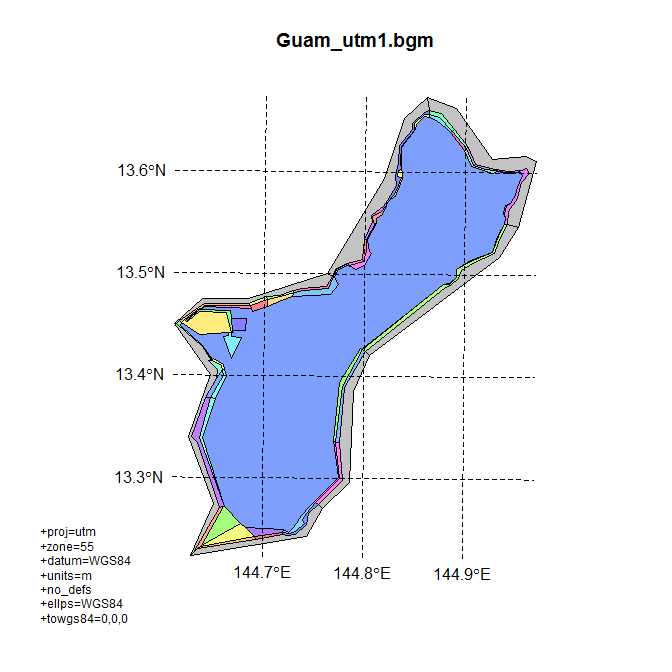 Guam_utm1.bgm
13.6°N
13.5°N
13.4°N
13.3°N
144.7°E
144.8°E
144.9°E
+proj=utm
+zone=55
+datum=WGS84
+units=m
+no_defs
+ellps=WGS84
+towgs84=0,0,0